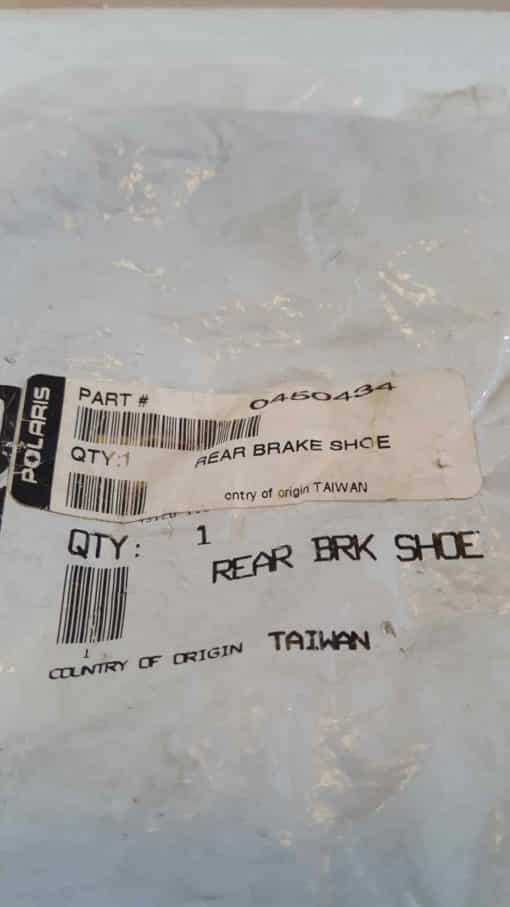 POLARIS
PART # 0450434
QTY:1 REAR BRAKE SHOE
ntry of origin TAIWAN
QTY: 1
REAR BRK SHOE
1
COUNTRY OF ORIGIN TAIWAN